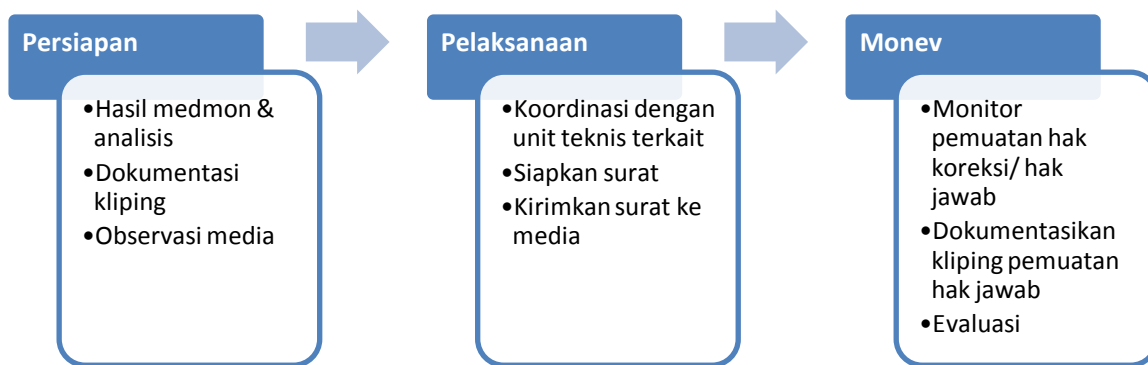 Persiapan
•Hasil medmon &
analisis
•Dokumentasi
kliping
•Observasi media
Pelaksanaan
•Koordinasi dengan
unit teknis terkait
•Siapkan surat
•Kirimkan surat ke
media
Monev
•Monitor
pemuatan hak
koreksi/ hak
jawab
•Dokumentasikan
kliping pemuatan
hak jawab
•Evaluasi